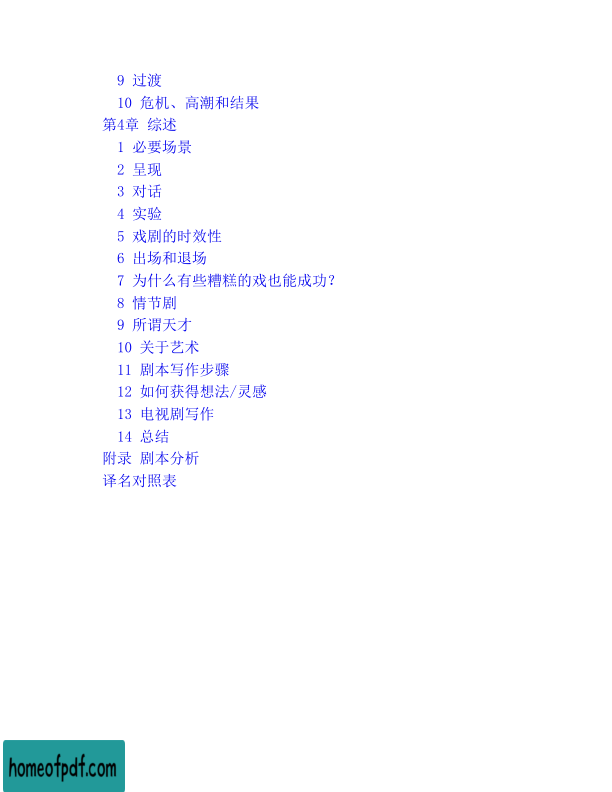 9 过渡
10 危机、高潮和结果
第4章 综述
1 必要场景
2 呈现
3 对话
4 实验
5 戏剧的时效性
6 出场和退场
7 为什么有些糟糕的戏也能成功？
8 情节剧
9 所谓天才
10 关于艺术
11 剧本写作步骤
12 如何获得想法/灵感
13 电视剧写作
14 总结
附录 剧本分析
译名对照表
homeofpdf.com